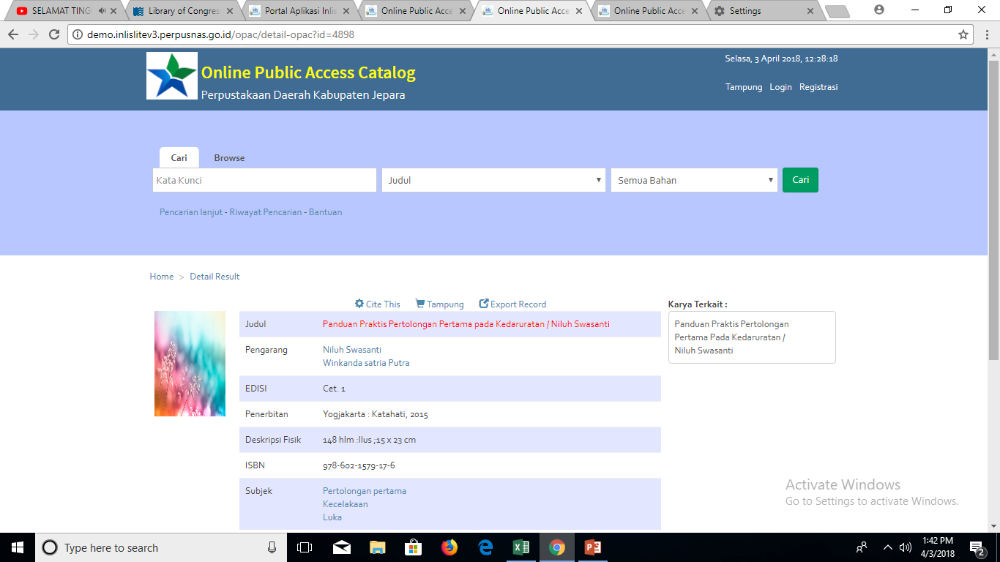 SELAMAT TING
Library of Congres
Portal Aplikasi Inlis
Online Public Acce
Online Public Acce
Online Public Acce
Settings
demo.inlislitev3.perpusnas.go.id/opac/detail-opac?id=4898
Selasa, 3 April 2018, 12:28:18
Online Public Access Catalog
Perpustakaan Daerah Kabupaten Jepara
Tampung Login Registrasi
Cari Browse
Kata Kunci Judul Semua Bahan Cari
Pencarian lanjut - Riwayat Pencarian - Bantuan
Home > Detail Result
Cite This Tampung Export Record
Judul Panduan Praktis Pertolongan Pertama pada Kedaruratan / Niluh Swasanti
Pengarang Niluh Swasanti
Winkanda satria Putra
EDISI Cet. 1
Penerbitan Yogjakarta : Katahati, 2015
Deskripsi Fisik 148 hlm :Ilus ;15 x 23 cm
ISBN 978-602-1579-17-6
Subjek Pertolongan pertama
Kecelakaan
Luka
Karya Terkait :
Panduan Praktis Pertolongan
Pertama Pada Kedaruratan /
Niluh Swasanti
Activate Windows
Go to Settings to activate Windows.
Type here to search
1:42 PM
4/3/2018
2